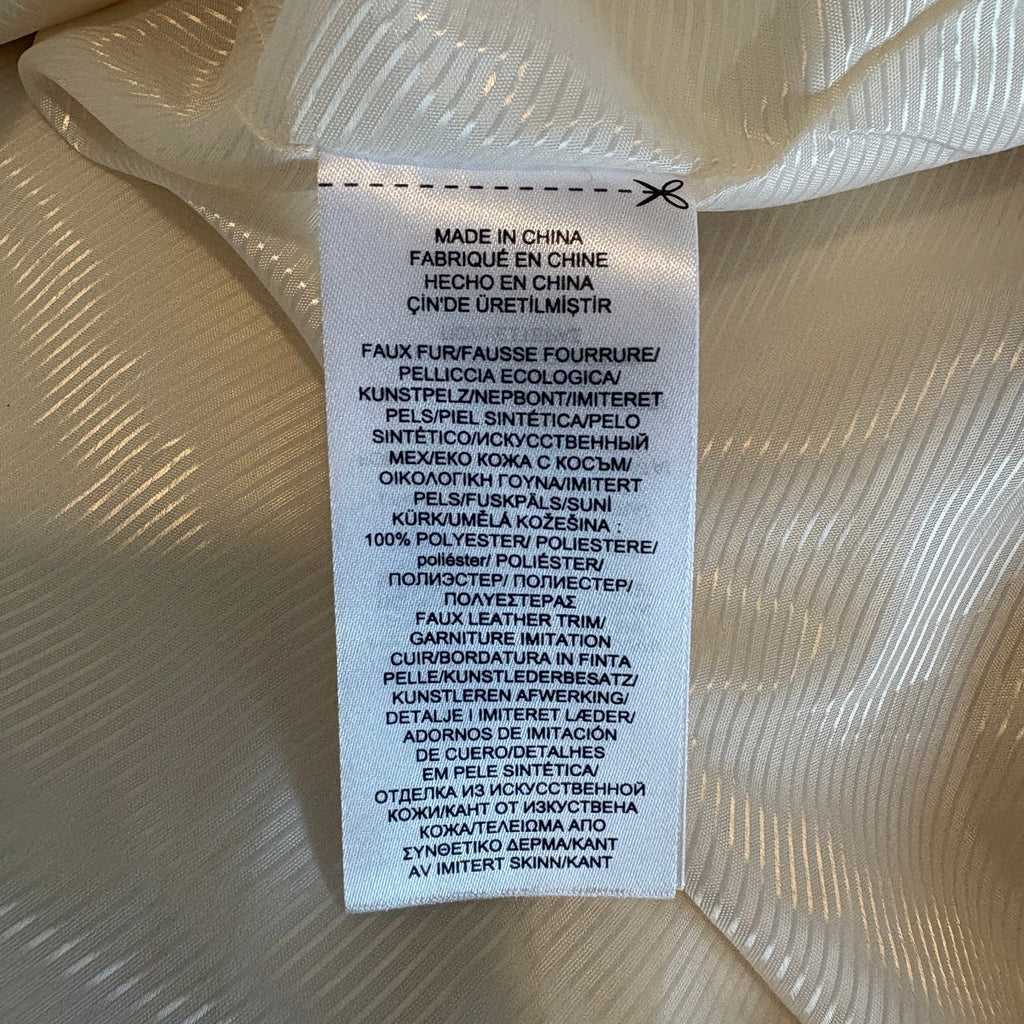 MADE IN CHINA
FABRIQUÉ EN CHINE
HECHO EN CHINA
ÇİN'DE ÜRETİLMİŞTİR
FAUX FUR/FAUSSE FOURRURE/
PELLICCIA ECOLOGICA/
KUNSTPELZ/NEPBONT/IMITERET
PELS/PIEL SINTÉTICA/PELO
SINTÉTICO/ИСКУССТВЕННЫЙ
МЕХ/ЕКО КОЖА С КОСЪМ/
ΟΙΚΟΛΟΓΙΚΗ ΓΟΥΝΑ/IMITERT
PELS/FUSKPÄLS/SUNİ
KÜRK/UMĚLÁ KOŽEŠINA :
100% POLYESTER/ POLIESTERE/
poliéster/ POLIÉSTER/
ПОЛИЭСТЕР/ ПОЛИЕСТЕР/
ΠΟΛΥΕΣΤΕΡΑΣ
FAUX LEATHER TRIM/
GARNITURE IMITATION
CUIR/BORDATURA IN FINTA
PELLE/KUNSTLEDERBESATZ/
KUNSTLEREN AFWERKING/
DETALJE I IMITERET LÆDER/
ADORNOS DE IMITACIÓN
DE CUERO/DETALHES
EM PELE SINTÉTICA/
ОТДЕЛКА ИЗ ИСКУССТВЕННОЙ
КОЖИ/КАНТ ОТ ИЗКУСТВЕНА
КОЖА/ΤΕΛΕΙΩΜΑ ΑΠΟ
ΣΥΝΘΕΤΙΚΟ ΔΕΡΜΑ/KANT
AV IMITERT SKINN/KANT